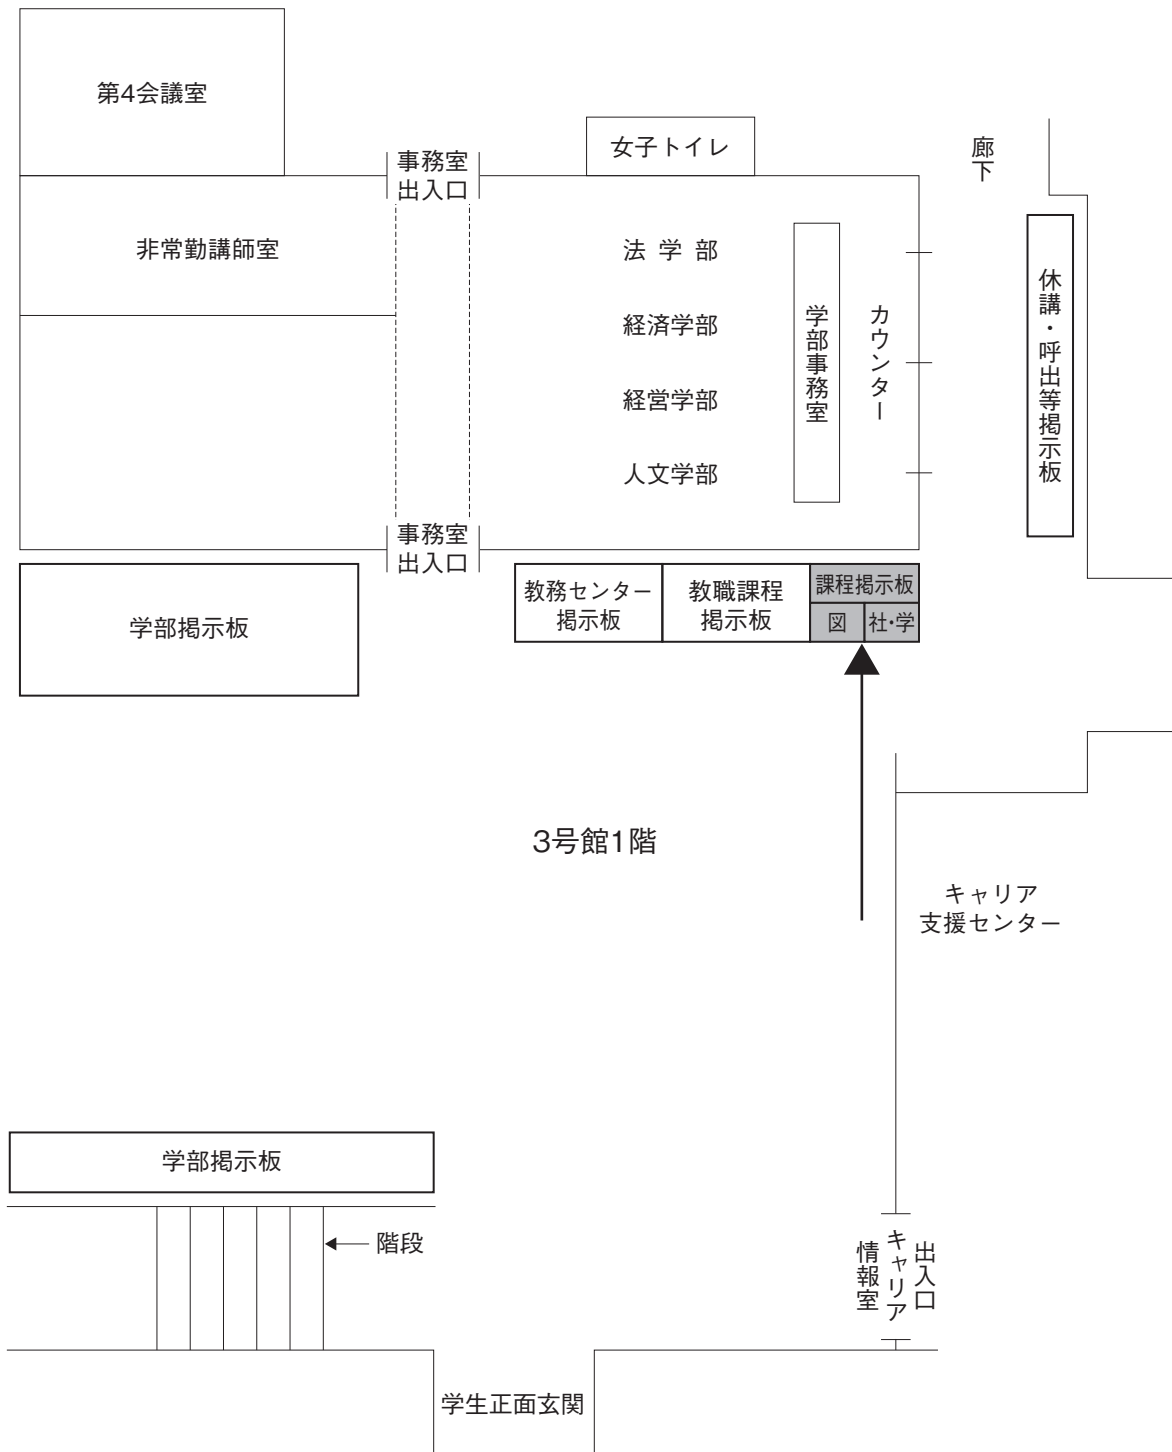 第4会議室
女子トイレ
廊下
事務室
出入口
非常勤講師室
法学部
経済学部
経営学部
人文学部
学部事務室
カウンター
休講・呼出等掲示板
事務室
出入口
学部掲示板
教務センター
掲示板
教職課程
掲示板
課程掲示板
図
社・学
3号館1階
キャリア
支援センター
学部掲示板
階段
出入口
キャリア
情報室
学生正面玄関